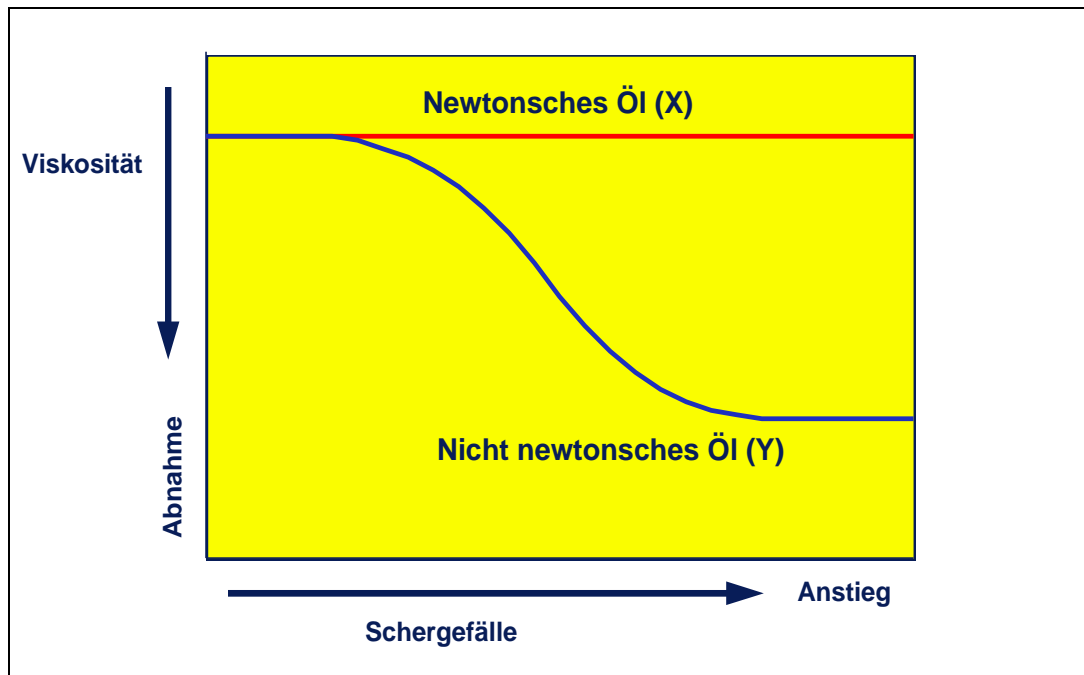 Newtonsches Öl (X)
Viskosität
Abnahme
Nicht newtonsches Öl (Y)
Anstieg
Schergefälle